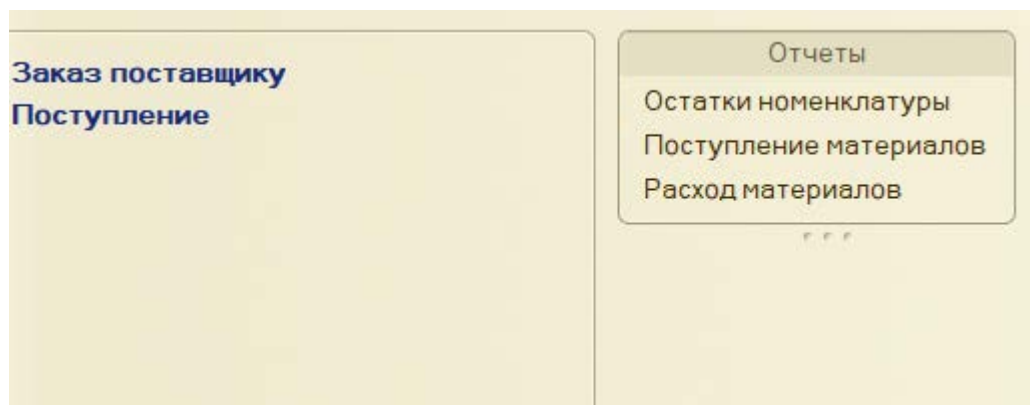 Заказ поставщику
Поступление
Отчеты
Остатки номенклатуры
Поступление материалов
Расход материалов